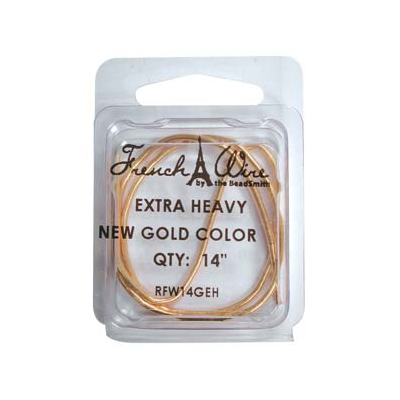 French Wire
by the BeadSmith
EXTRA HEAVY
NEW GOLD COLOR
QTY: 14"
RFW14GEH